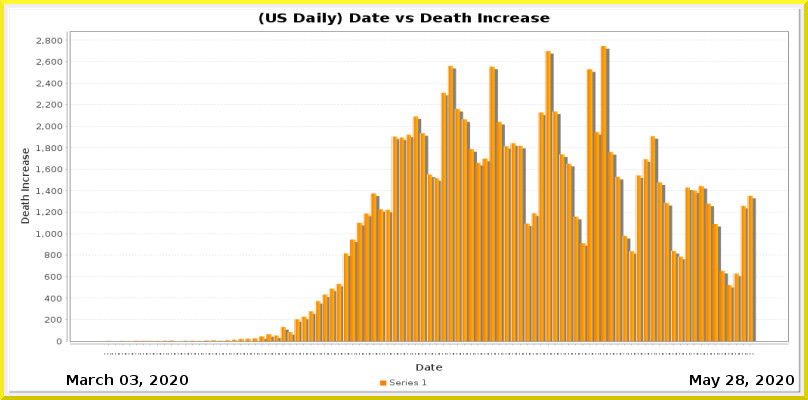 (US Daily) Date vs Death Increase
2,800
2,600
2,400
2,200
2,000
1,800
1,600
1,400
1,200
1,000
800
600
400
200
0
Death Increase
Date
March 03, 2020
Series 1
May 28, 2020